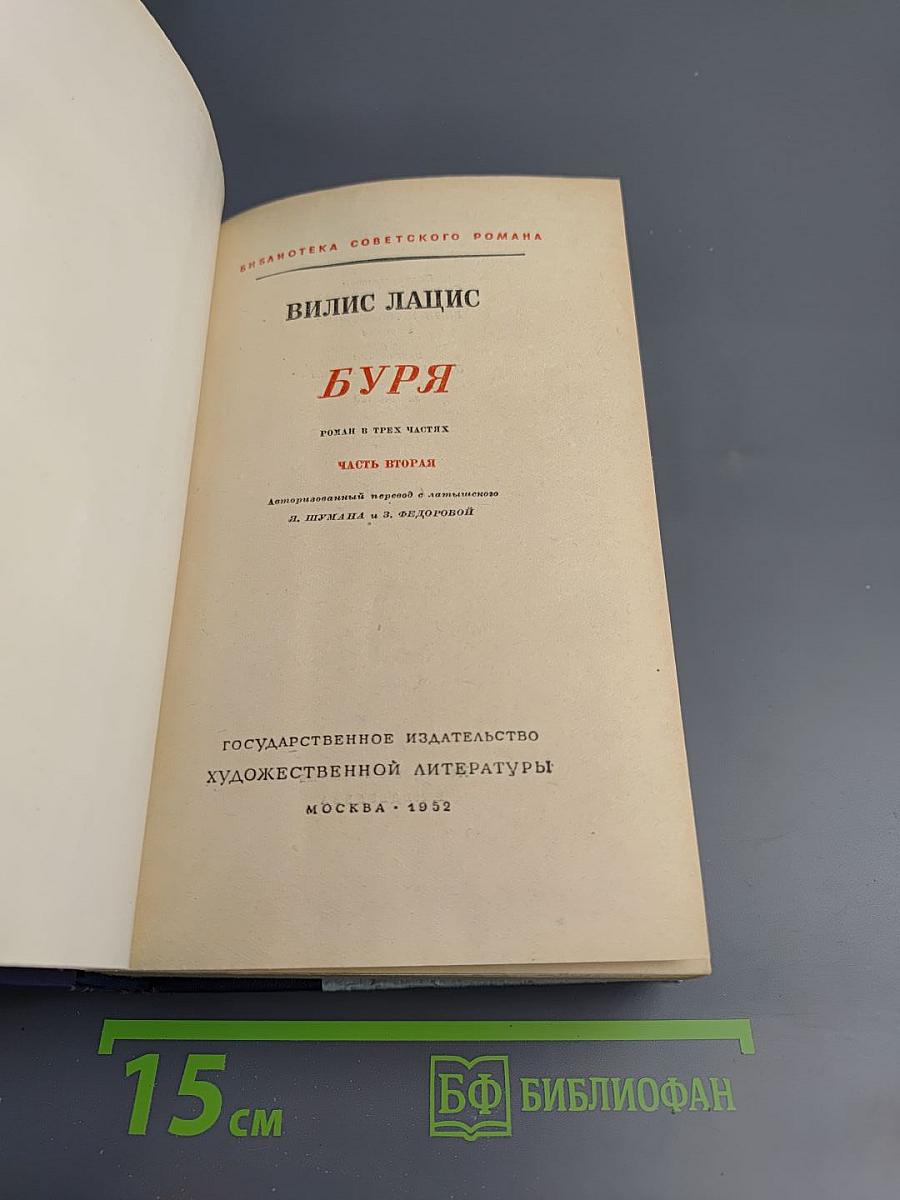 БИБЛИОТЕКА СОВЕТСКОГО РОМАНА
ВИЛИС ЛАЦИС
БУРЯ
РОМАН В ТРЕХ ЧАСТЯХ
ЧАСТЬ ВТОРАЯ
Авторизованный перевод с латышского
Я. ШУМАНА и З. ФЕДОРОВОЙ
ГОСУДАРСТВЕННОЕ ИЗДАТЕЛЬСТВО
ХУДОЖЕСТВЕННОЙ ЛИТЕРАТУРЫ
МОСКВА • 1952
15 см
БФ БИБЛИОФАН